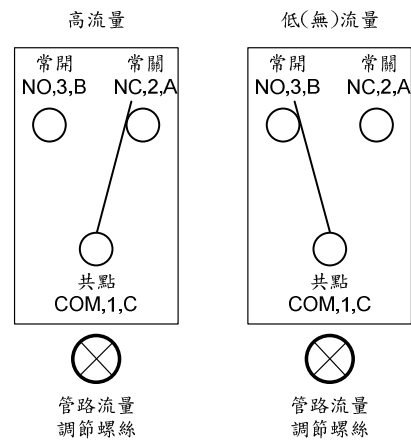 高流量
常開 常關
NO,3,B NC,2,A
共點
COM,1,C
管路流量
調節螺絲
低(無)流量
常開 常關
NO,3,B NC,2,A
共點
COM,1,C
管路流量
調節螺絲